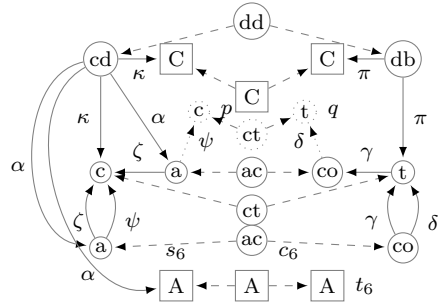 dd
cd κ C C π db
C
κ α c p t q π
ct
α ψ δ
ζ γ
c a ac co t
ct
ζ ψ γ δ
ac
a s₆ c₆ co
α A A A t₆